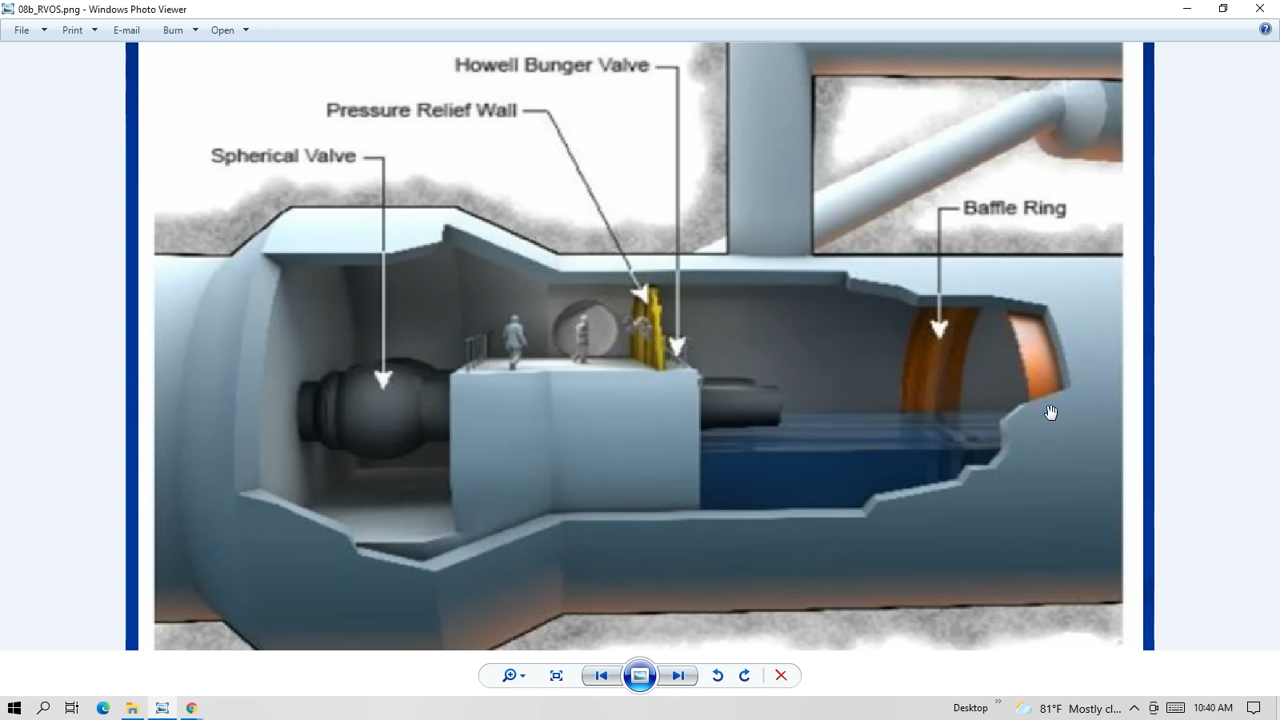 08b_RVOS.png - Windows Photo Viewer
File Print E-mail Burn Open
Howell Bunger Valve
Pressure Relief Wall
Spherical Valve
Baffle Ring
Desktop 81°F Mostly cl... 10:40 AM